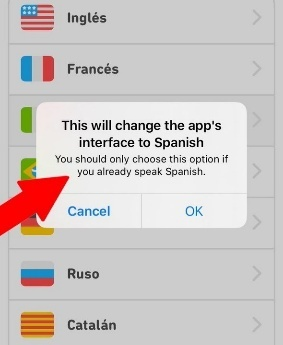 Inglés
Francés
This will change the app's
interface to Spanish
You should only choose this option if
you already speak Spanish.
Cancel
OK
Ruso
Catalán